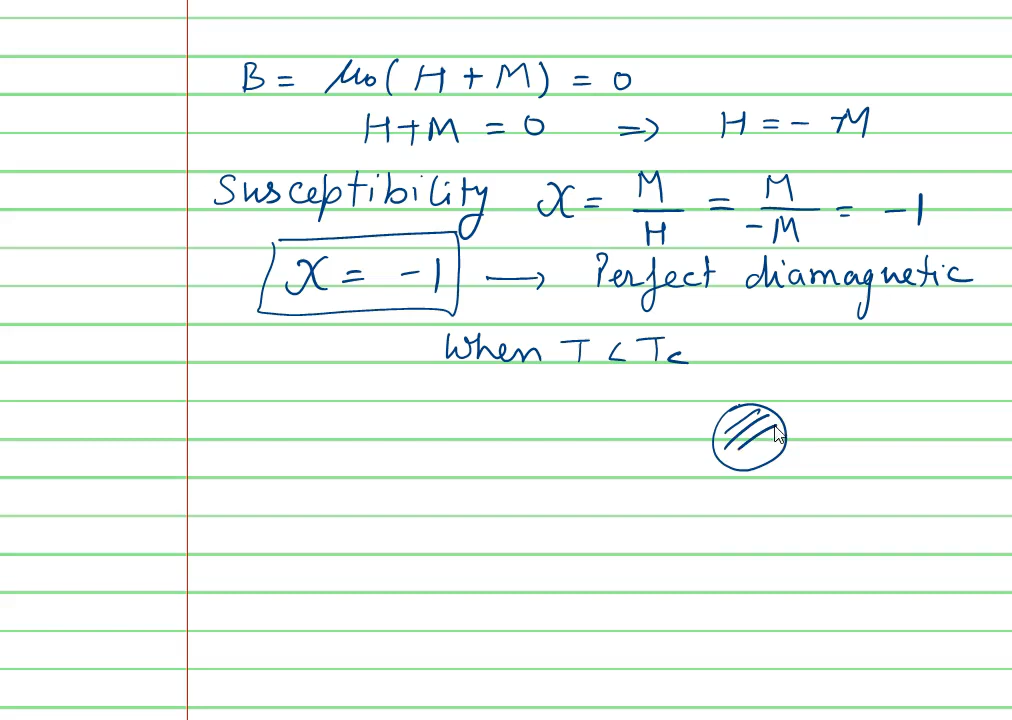 B = μ₀ ( H + M ) = 0
H + M = 0 ⇒ H = - M
Susceptibility χ = M/H = M/-M = -1
χ = -1 → Perfect diamagnetic
When T < Tc